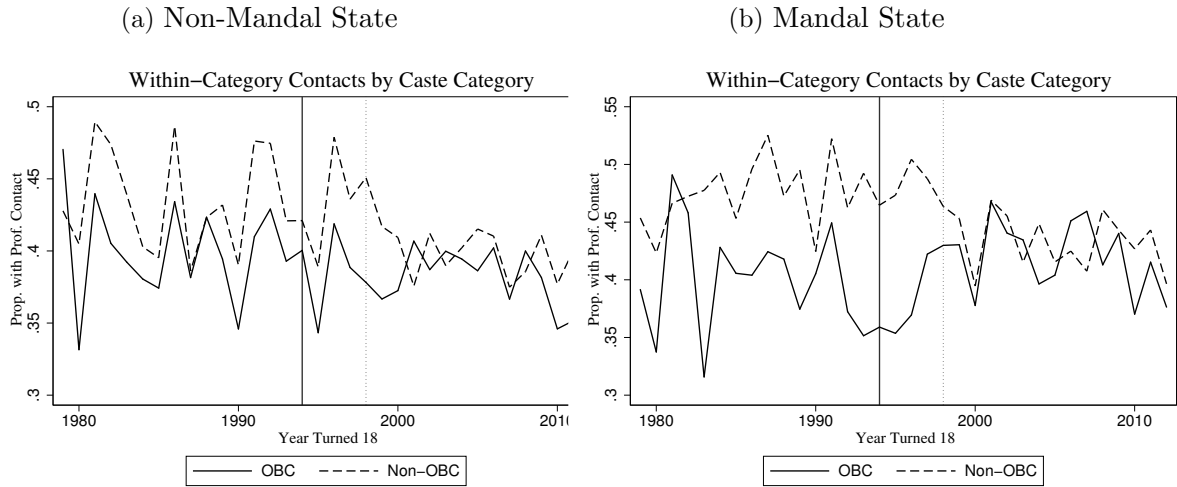 (a) Non-Mandal State
Within−Category Contacts by Caste Category
Prop. with Prof. Contact
.5
.45
.4
.35
.3
1980 1990 2000 2010
Year Turned 18
OBC Non−OBC
(b) Mandal State
Within−Category Contacts by Caste Category
Prop. with Prof. Contact
.55
.5
.45
.4
.35
.3
1980 1990 2000 2010
Year Turned 18
OBC Non−OBC